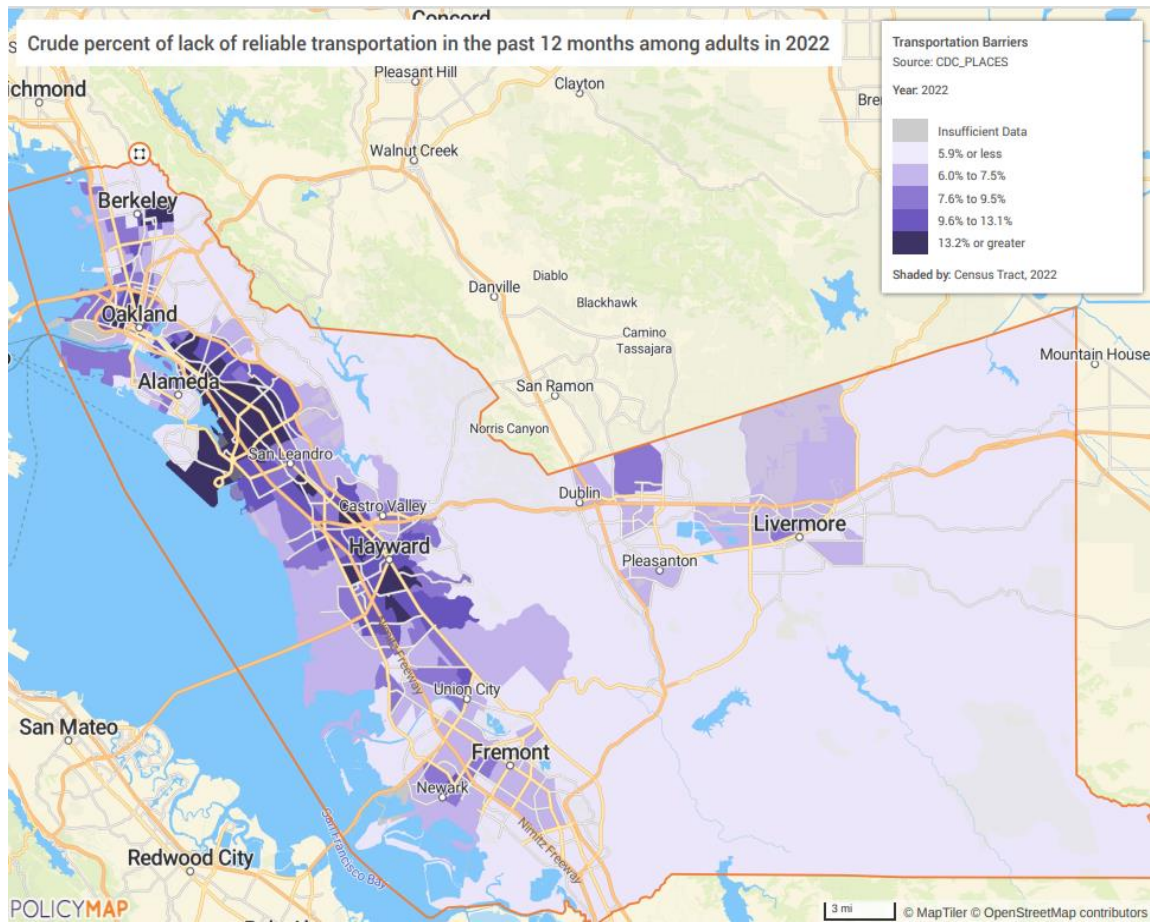 Concord
Crude percent of lack of reliable transportation in the past 12 months among adults in 2022
Transportation Barriers
Source: CDC_PLACES
Year: 2022
Insufficient Data
5.9% or less
6.0% to 7.5%
7.6% to 9.5%
9.6% to 13.1%
13.2% or greater
Shaded by: Census Tract, 2022
S
Pleasant Hill
Clayton
Bre
ichmond
Walnut Creek
Berkeley
Diablo
Danville
Blackhawk
Oakland
Camino
Tassajara
Mountain House
o
Alameda
San Ramon
Norris Canyon
San Leandro
Dublin
Castro Valley
Livermore
Hayward
Pleasanton
Nimitz Freeway
Union City
San Mateo
Fremont
Newark
San Francisco Bay
Nimitz Freeway
Redwood City
POLICYMAP
3 mi
© MapTiler © OpenStreetMap contributors